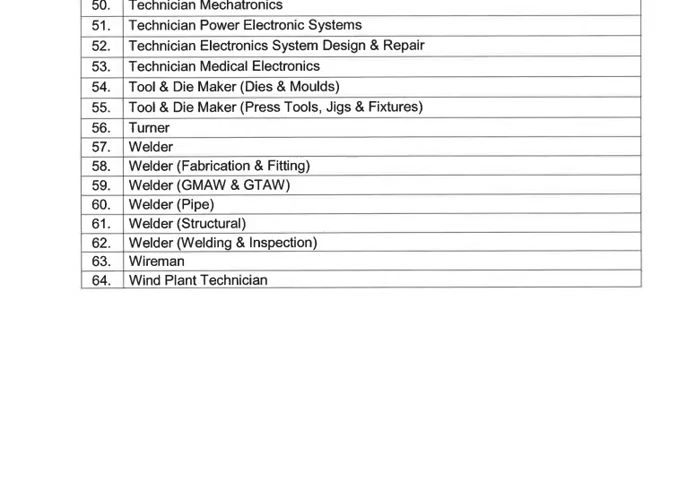 50. Technician Mechatronics
51. Technician Power Electronic Systems
52. Technician Electronics System Design & Repair
53. Technician Medical Electronics
54. Tool & Die Maker (Dies & Moulds)
55. Tool & Die Maker (Press Tools, Jigs & Fixtures)
56. Turner
57. Welder
58. Welder (Fabrication & Fitting)
59. Welder (GMAW & GTAW)
60. Welder (Pipe)
61. Welder (Structural)
62. Welder (Welding & Inspection)
63. Wireman
64. Wind Plant Technician